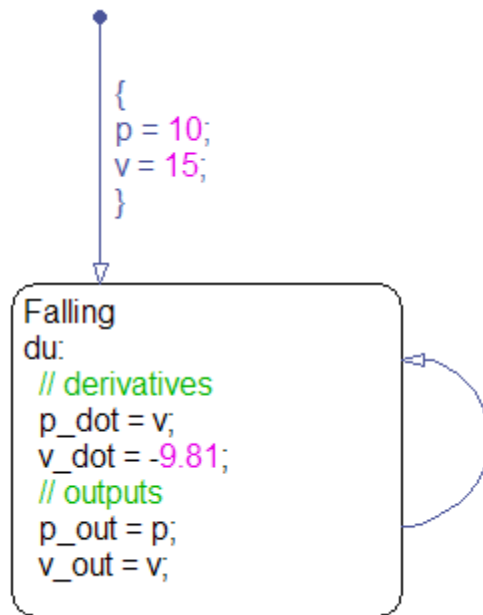 {
p = 10;
v = 15;
}
Falling
du:
// derivatives
p_dot = v;
v_dot = -9.81;
// outputs
p_out = p;
v_out = v;